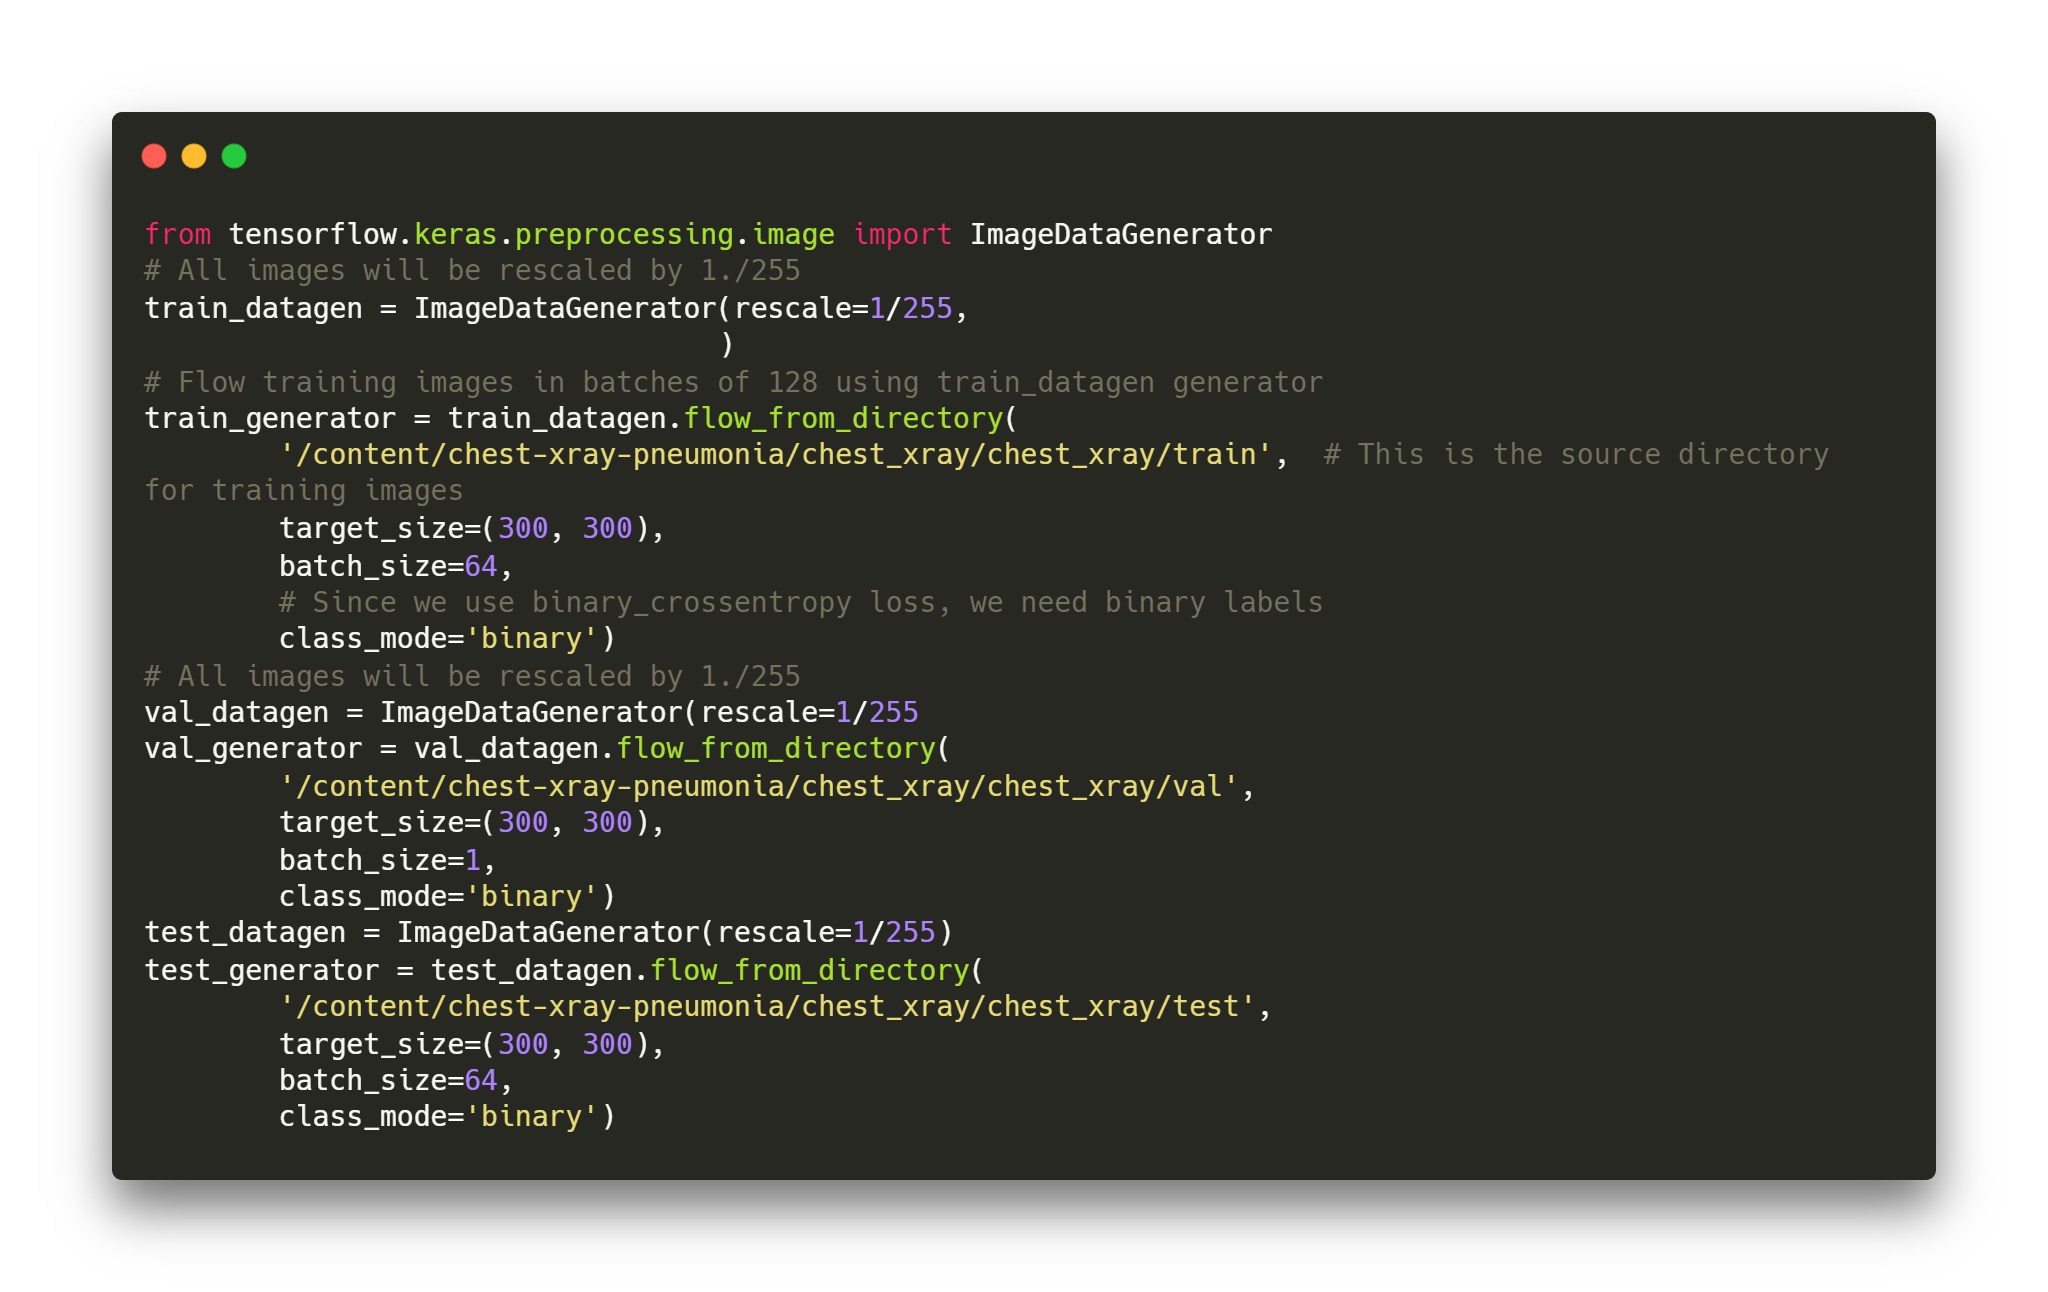 from tensorflow.keras.preprocessing.image import ImageDataGenerator
# All images will be rescaled by 1./255
train_datagen = ImageDataGenerator(rescale=1/255,
                                  )
# Flow training images in batches of 128 using train_datagen generator
train_generator = train_datagen.flow_from_directory(
        '/content/chest-xray-pneumonia/chest_xray/chest_xray/train',  # This is the source directory
for training images
        target_size=(300, 300),
        batch_size=64,
        # Since we use binary_crossentropy loss, we need binary labels
        class_mode='binary')
# All images will be rescaled by 1./255
val_datagen = ImageDataGenerator(rescale=1/255
val_generator = val_datagen.flow_from_directory(
        '/content/chest-xray-pneumonia/chest_xray/chest_xray/val',
        target_size=(300, 300),
        batch_size=1,
        class_mode='binary')
test_datagen = ImageDataGenerator(rescale=1/255)
test_generator = test_datagen.flow_from_directory(
        '/content/chest-xray-pneumonia/chest_xray/chest_xray/test',
        target_size=(300, 300),
        batch_size=64,
        class_mode='binary')